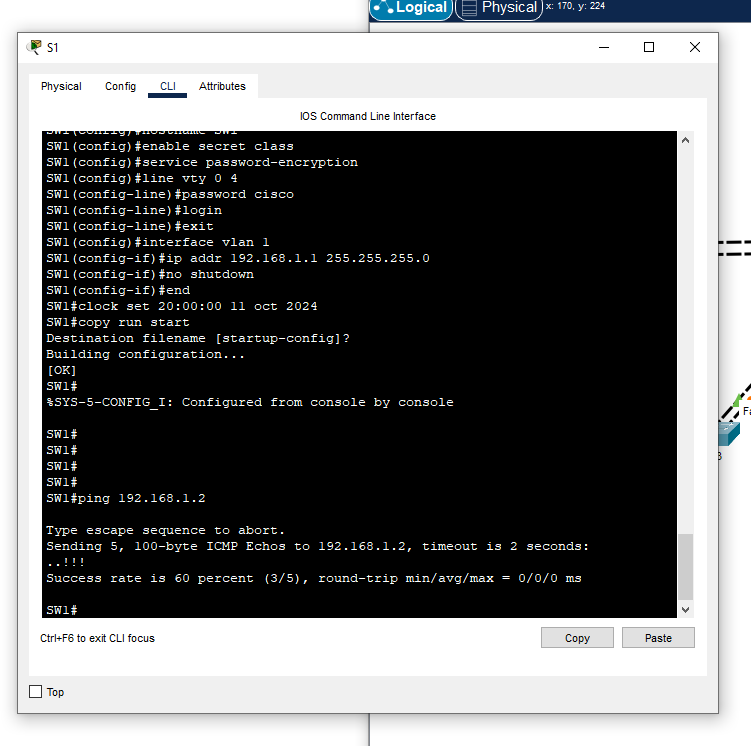 Logical
Physical
x: 170, y: 224
S1
Physical
Config
CLI
Attributes
IOS Command Line Interface
SW1(config)#hostname SW1
SW1(config)#enable secret class
SW1(config)#service password-encryption
SW1(config)#line vty 0 4
SW1(config-line)#password cisco
SW1(config-line)#login
SW1(config-line)#exit
SW1(config)#interface vlan 1
SW1(config-if)#ip addr 192.168.1.1 255.255.255.0
SW1(config-if)#no shutdown
SW1(config-if)#end
SW1#clock set 20:00:00 11 oct 2024
SW1#copy run start
Destination filename [startup-config]?
Building configuration...
[OK]
SW1#
%SYS-5-CONFIG_I: Configured from console by console
SW1#
SW1#
SW1#
SW1#
SW1#ping 192.168.1.2
Type escape sequence to abort.
Sending 5, 100-byte ICMP Echos to 192.168.1.2, timeout is 2 seconds:
..!!!
Success rate is 60 percent (3/5), round-trip min/avg/max = 0/0/0 ms
SW1#
Ctrl+F6 to exit CLI focus
Copy
Paste
Top
Fa
3